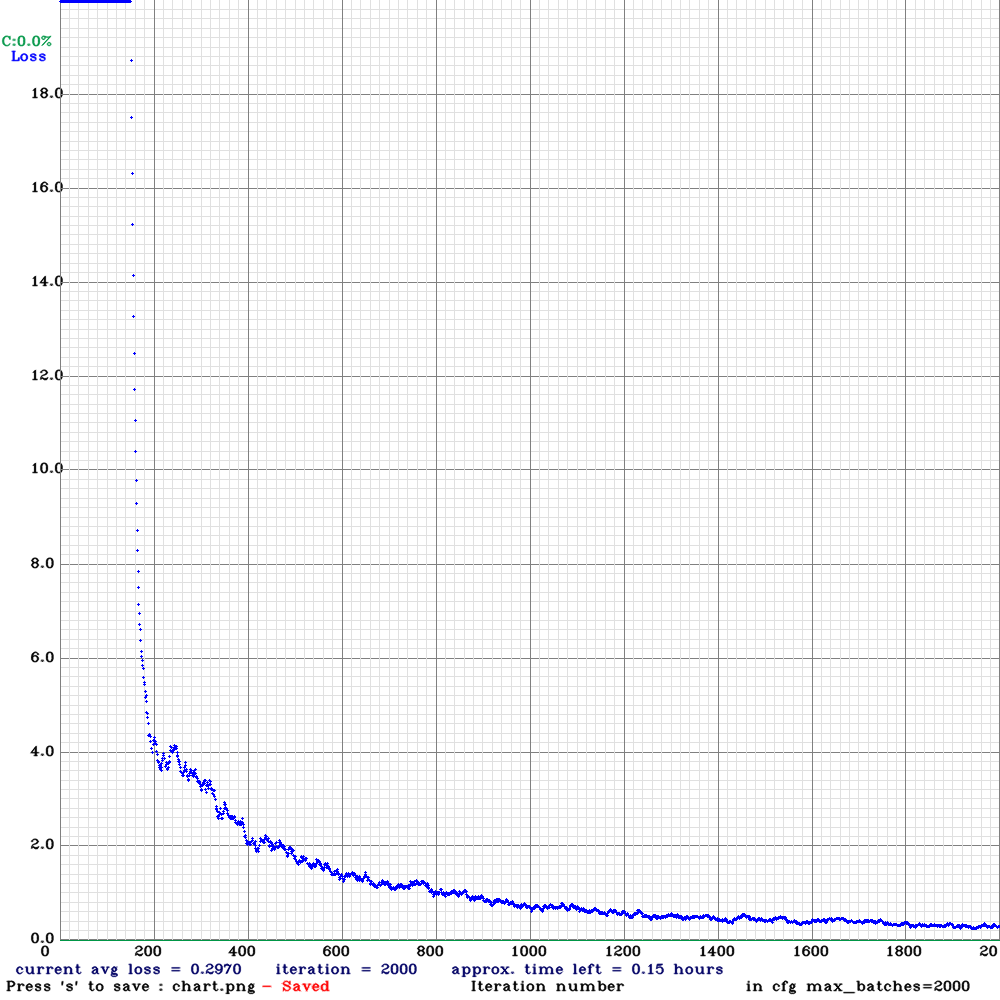 C:0.0%
Loss
18.0
16.0
14.0
12.0
10.0
8.0
6.0
4.0
2.0
0.0
0 200 400 600 800 1000 1200 1400 1600 1800 20
current avg loss = 0.2970 iteration = 2000 approx. time left = 0.15 hours
Press 's' to save : chart.png - Saved Iteration number in cfg max_batches=2000